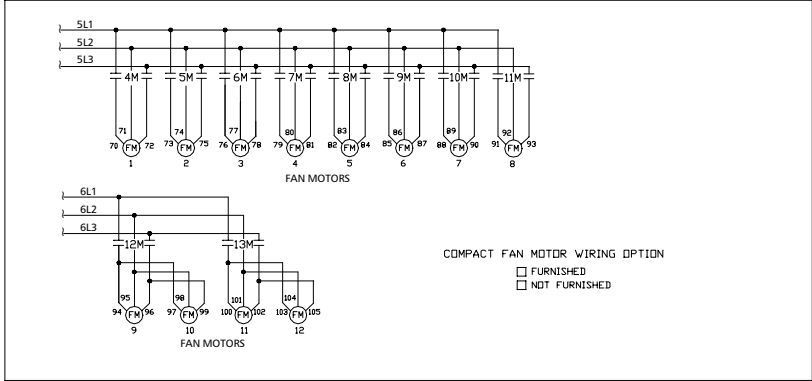 5L1
5L2
5L3
4M 5M 6M 7M 8M 9M 10M 11M
71 74 77 80 83 86 89 92
70 72 73 75 76 78 79 81 82 84 85 87 88 90 91 93
FM FM FM FM FM FM FM FM
1 2 3 4 5 6 7 8
FAN MOTORS
6L1
6L2
6L3
12M 13M
COMPACT FAN MOTOR WIRING OPTION
FURNISHED
NOT FURNISHED
95 98 101 104
94 96 97 99 100 102 103 105
FM FM FM FM
9 10 11 12
FAN MOTORS